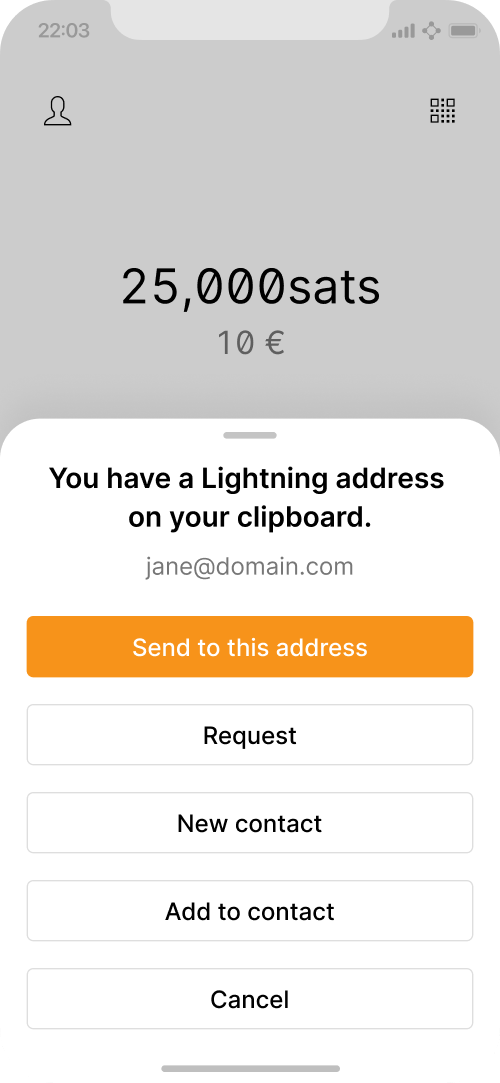 22:03
25,000sats
10 €
You have a Lightning address
on your clipboard.
jane@domain.com
Send to this address
Request
New contact
Add to contact
Cancel